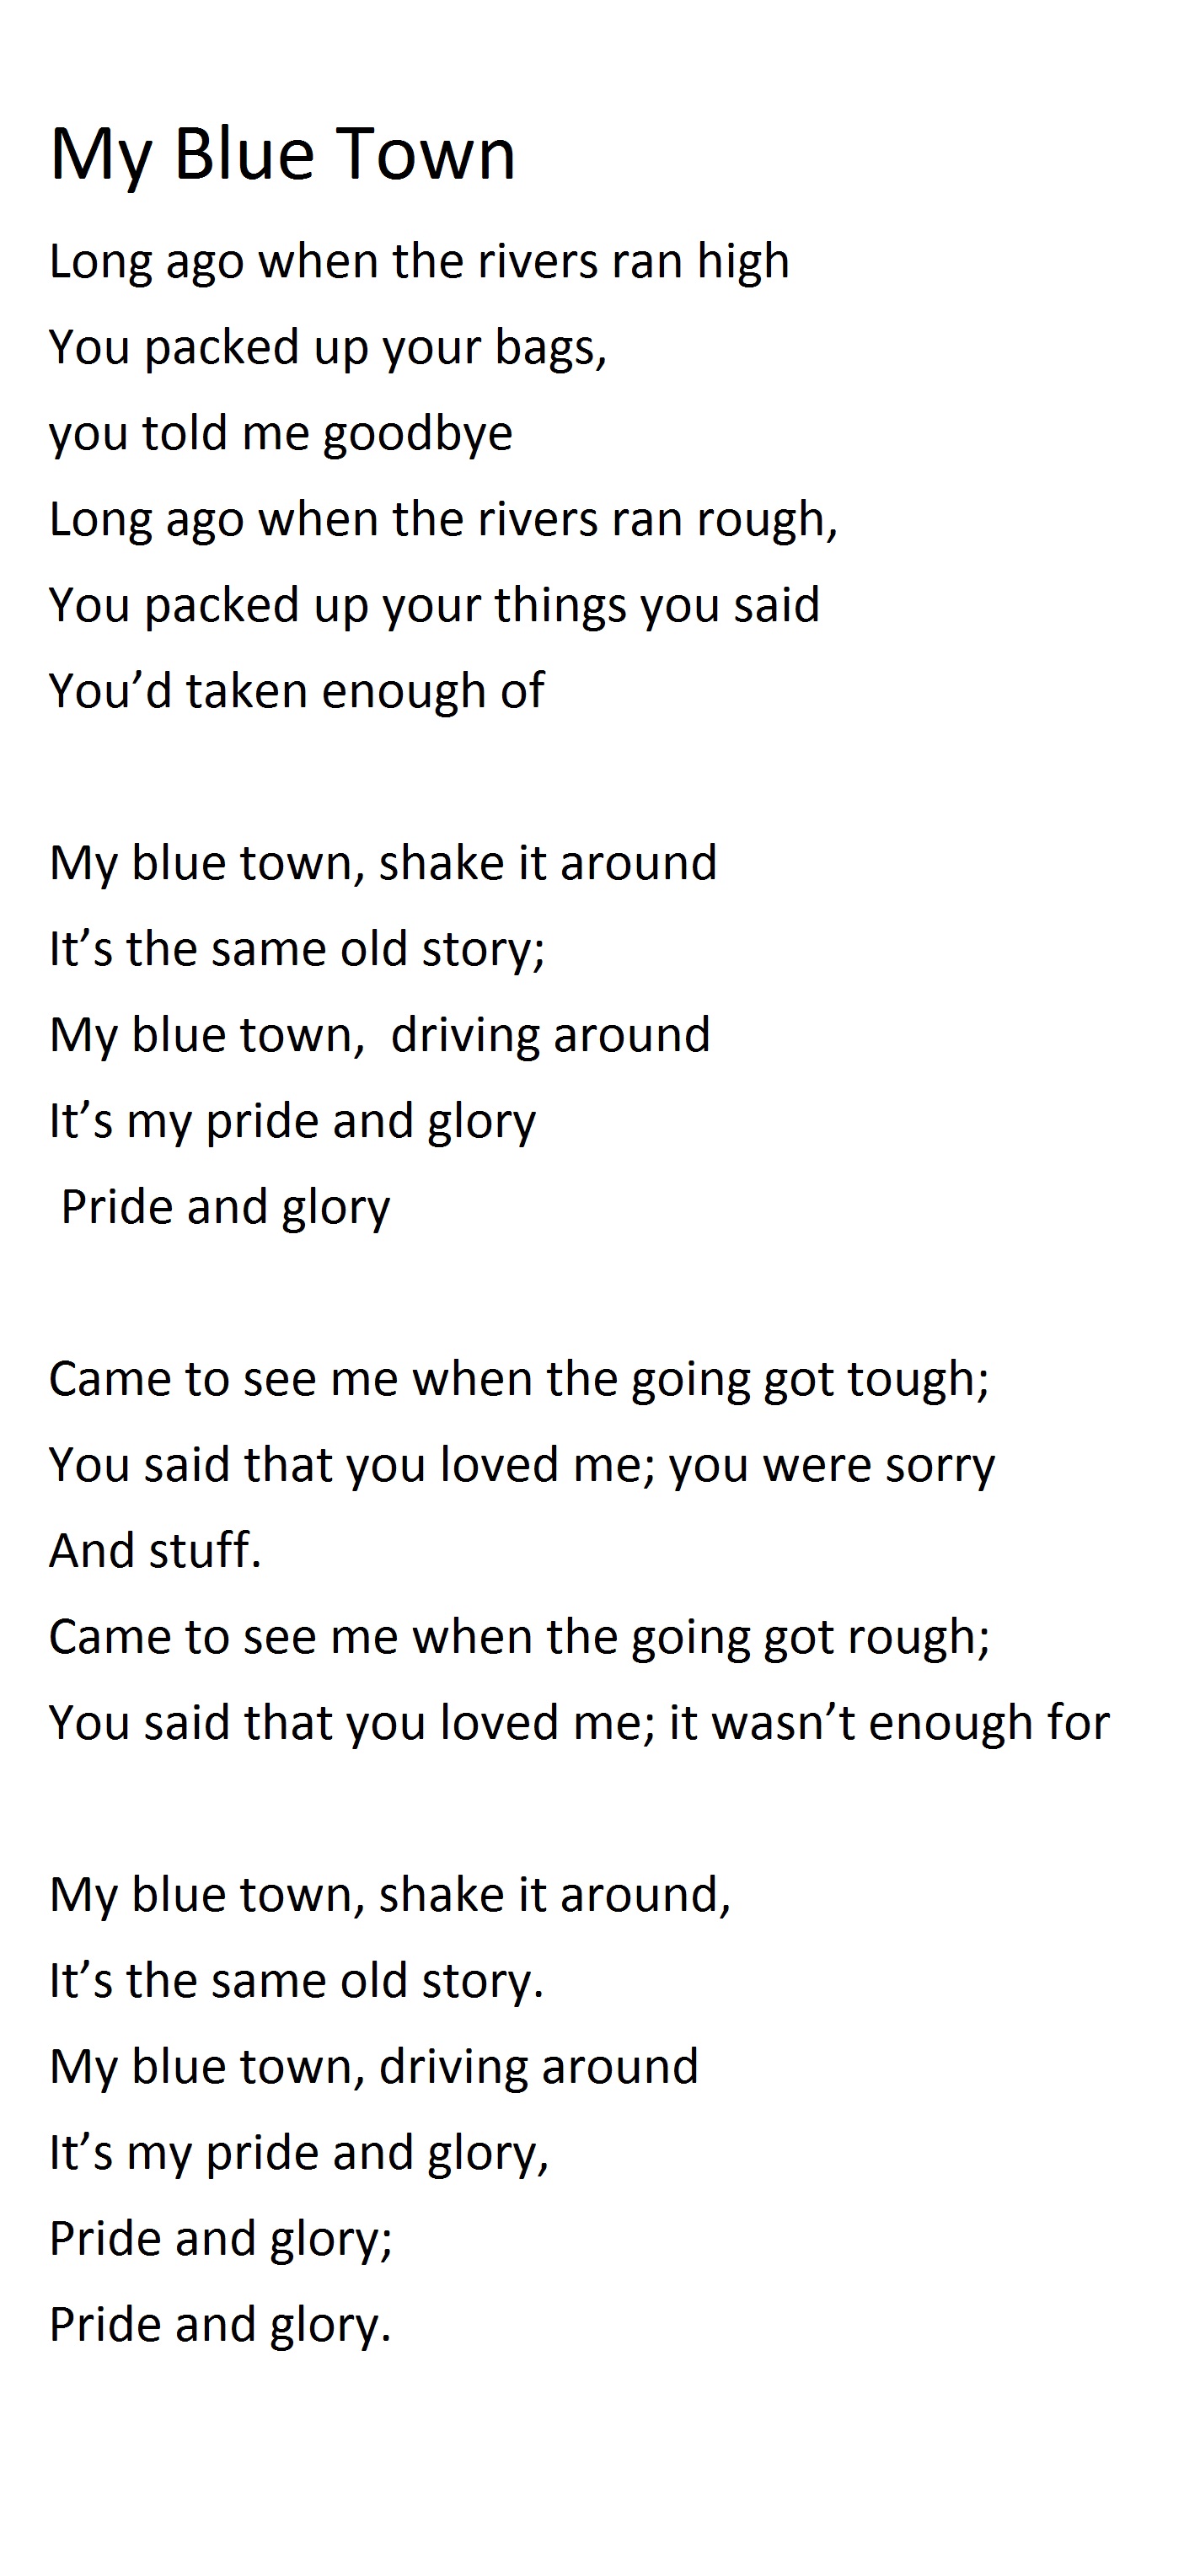 My Blue Town
Long ago when the rivers ran high
You packed up your bags,
you told me goodbye
Long ago when the rivers ran rough,
You packed up your things you said
You’d taken enough of
My blue town, shake it around
It’s the same old story;
My blue town,  driving around
It’s my pride and glory
Pride and glory
Came to see me when the going got tough;
You said that you loved me; you were sorry
And stuff.
Came to see me when the going got rough;
You said that you loved me; it wasn’t enough for
My blue town, shake it around,
It’s the same old story.
My blue town, driving around
It’s my pride and glory,
Pride and glory;
Pride and glory.